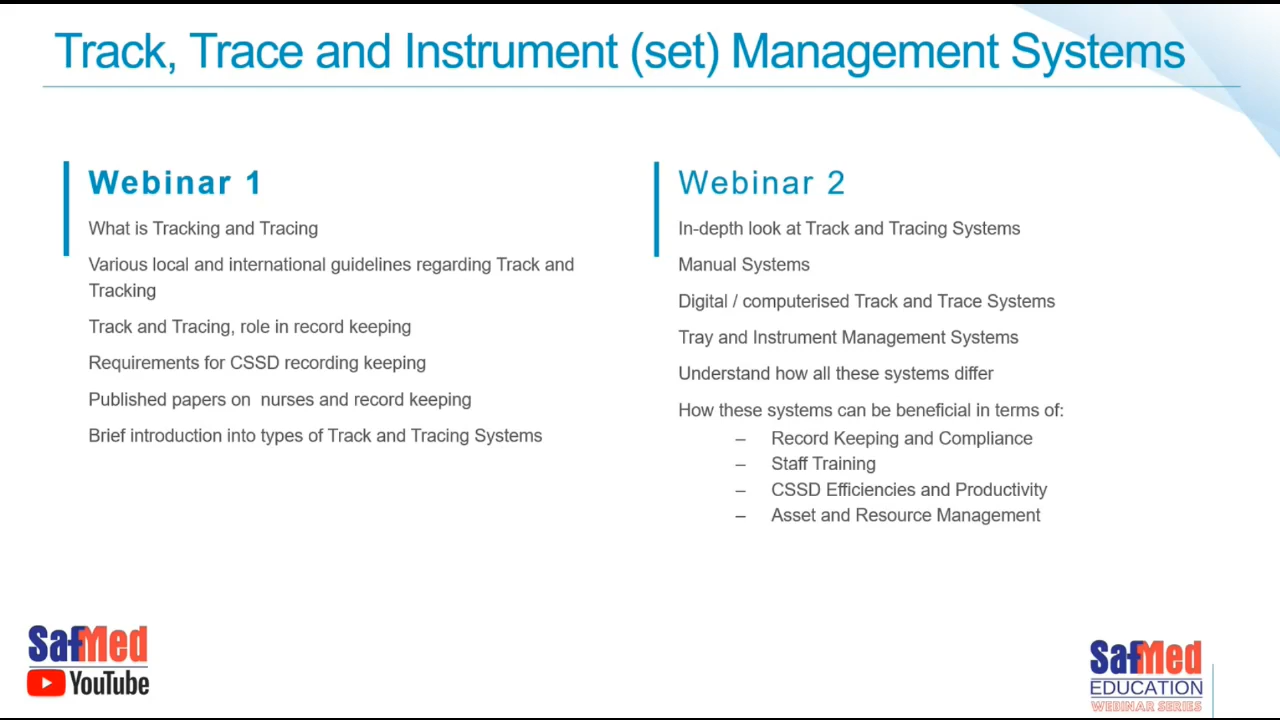 Track, Trace and Instrument (set) Management Systems
Webinar 1
What is Tracking and Tracing
Various local and international guidelines regarding Track and
Tracking
Track and Tracing, role in record keeping
Requirements for CSSD recording keeping
Published papers on  nurses and record keeping
Brief introduction into types of Track and Tracing Systems
Webinar 2
In-depth look at Track and Tracing Systems
Manual Systems
Digital / computerised Track and Trace Systems
Tray and Instrument Management Systems
Understand how all these systems differ
How these systems can be beneficial in terms of:
– Record Keeping and Compliance
– Staff Training
– CSSD Efficiencies and Productivity
– Asset and Resource Management
SafMed
YouTube
SafMed
EDUCATION
WEBINAR SERIES